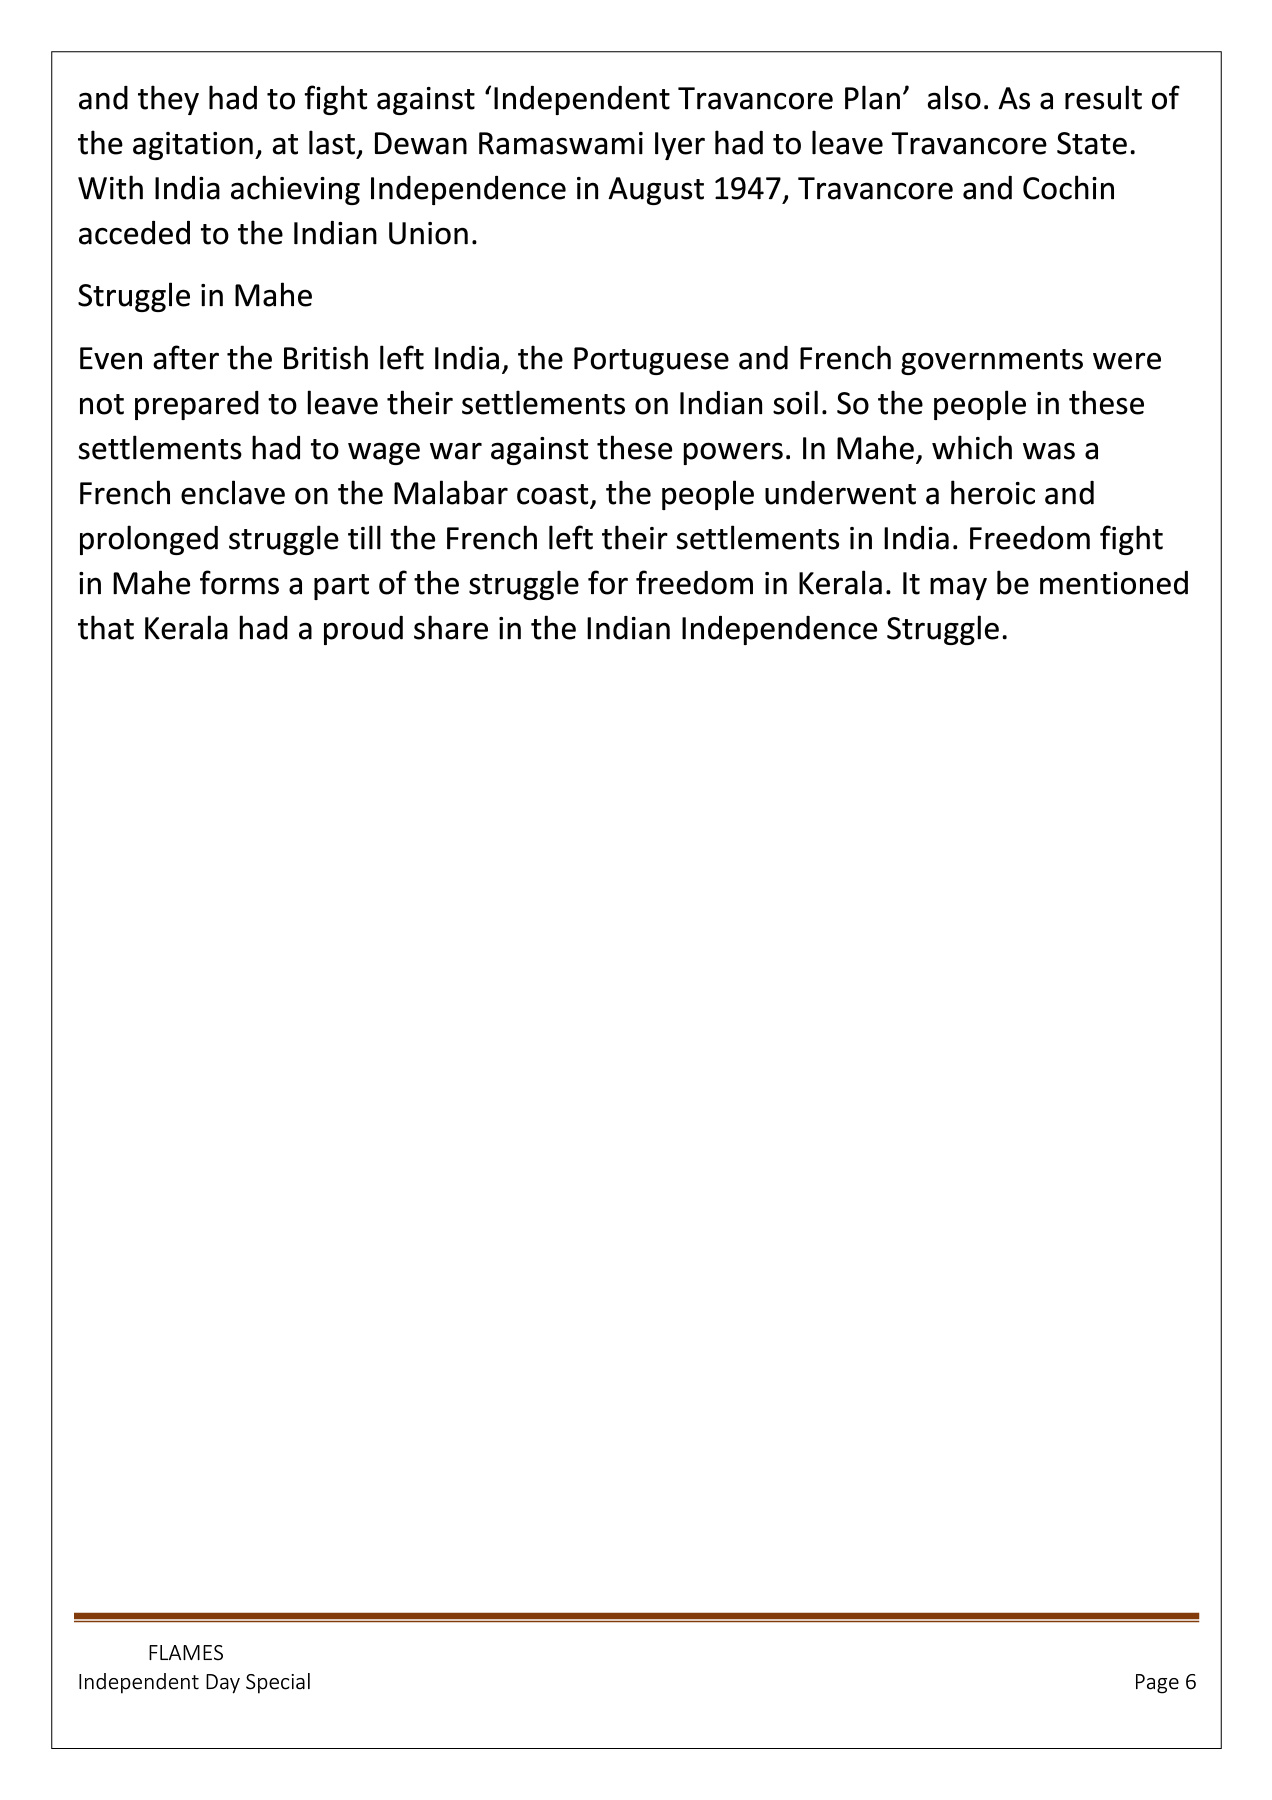 and they had to fight against ‘Independent Travancore Plan’  also. As a result of
the agitation, at last, Dewan Ramaswami Iyer had to leave Travancore State.
With India achieving Independence in August 1947, Travancore and Cochin
acceded to the Indian Union.
Struggle in Mahe
Even after the British left India, the Portuguese and French governments were
not prepared to leave their settlements on Indian soil. So the people in these
settlements had to wage war against these powers. In Mahe, which was a
French enclave on the Malabar coast, the people underwent a heroic and
prolonged struggle till the French left their settlements in India. Freedom fight
in Mahe forms a part of the struggle for freedom in Kerala. It may be mentioned
that Kerala had a proud share in the Indian Independence Struggle.
FLAMES
Independent Day Special
Page 6